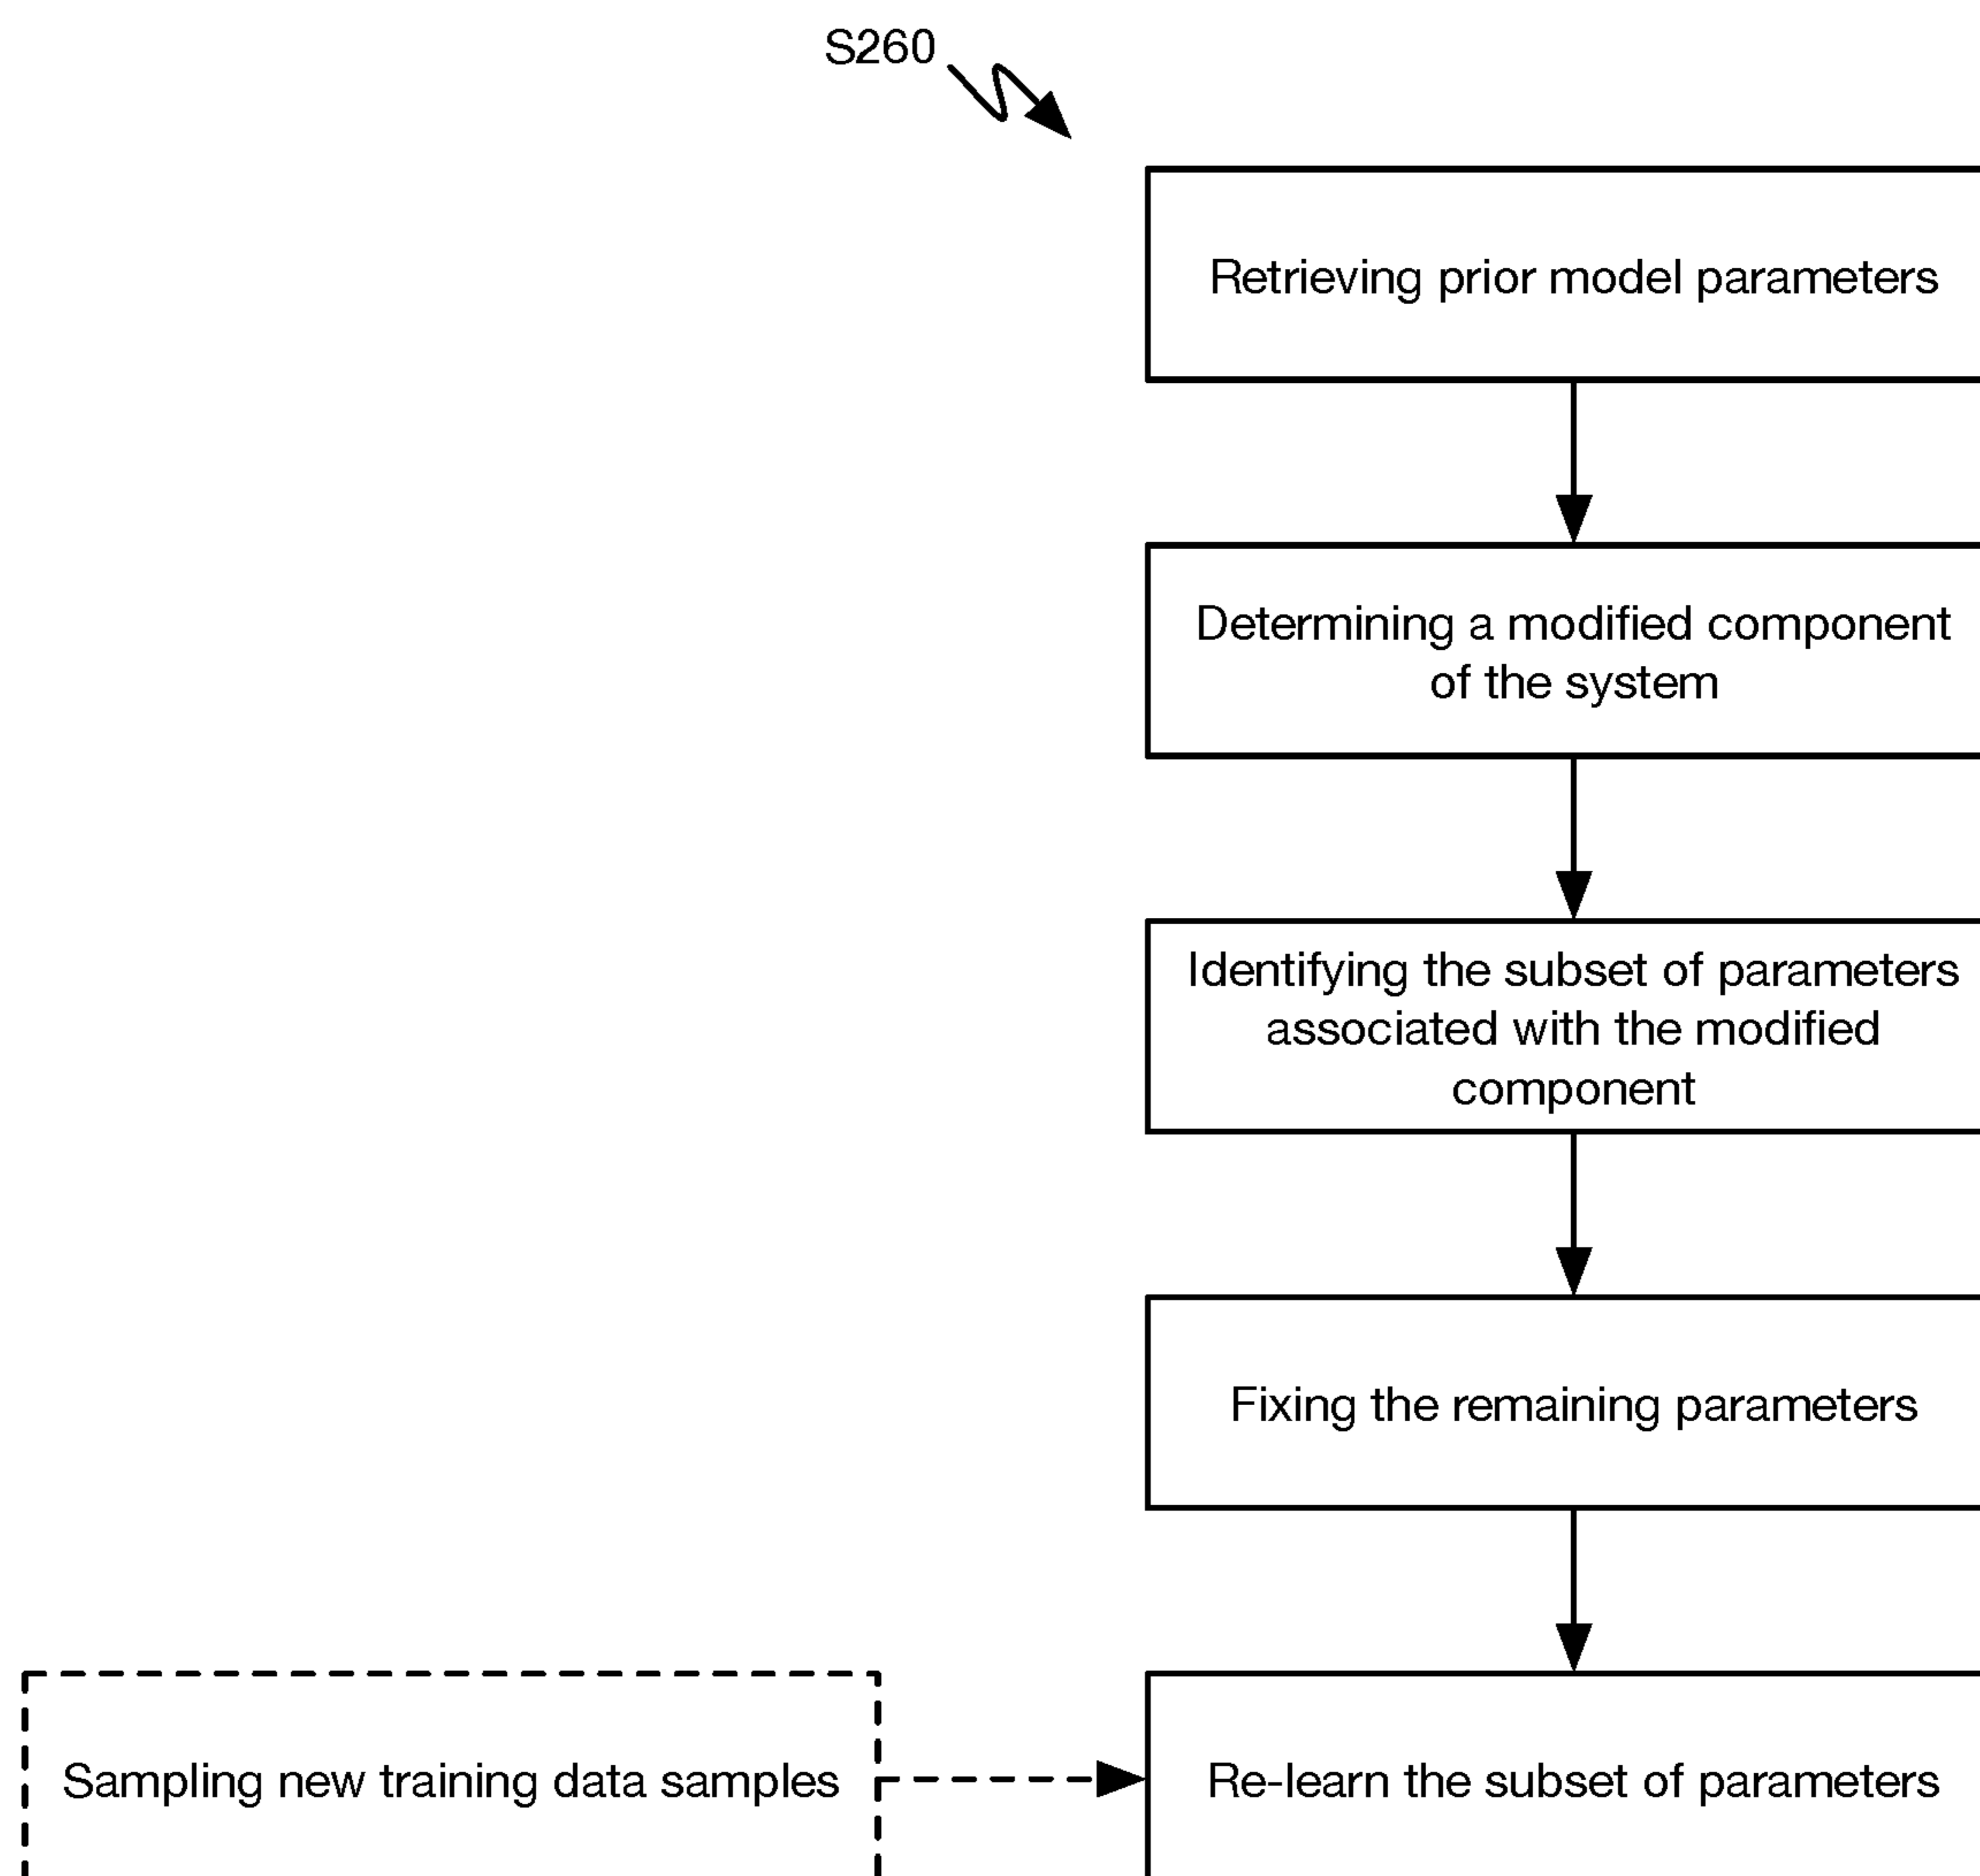 S260
Retrieving prior model parameters
Determining a modified component
of the system
Identifying the subset of parameters
associated with the modified
component
Fixing the remaining parameters
Sampling new training data samples
Re-learn the subset of parameters